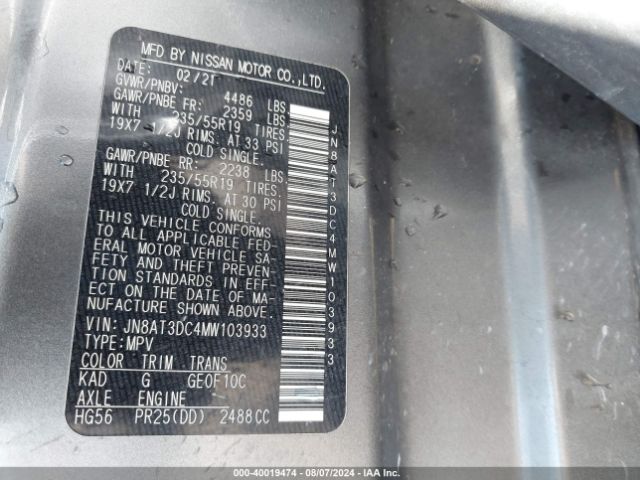 MFD BY NISSAN MOTOR CO.,LTD.
DATE: 02/21
GVWR/PNBV: 4486 LBS.
GAWR/PNBE FR: 2359 LBS.
WITH 235/55R19 TIRES.
19X7 1/2J RIMS. AT 33 PSI
COLD SINGLE.
GAWR/PNBE RR: 2238 LBS.
WITH 235/55R19 TIRES.
19X7 1/2J RIMS. AT 30 PSI
COLD SINGLE.
THIS VEHICLE CONFORMS
TO ALL APPLICABLE FED-
ERAL MOTOR VEHICLE SA-
FETY AND THEFT PREVEN-
TION STANDARDS IN EFF-
ECT ON THE DATE OF MA-
NUFACTURE SHOWN ABOVE.
VIN: JN8AT3DC4MW103933
TYPE:MPV
COLOR TRIM TRANS
KAD G GEOF10C
AXLE ENGINE
HG56 PR25(DD) 2488CC
JN8AT3DC4MW103933
000-40019474 — 08/07/2024 — IAA Inc.